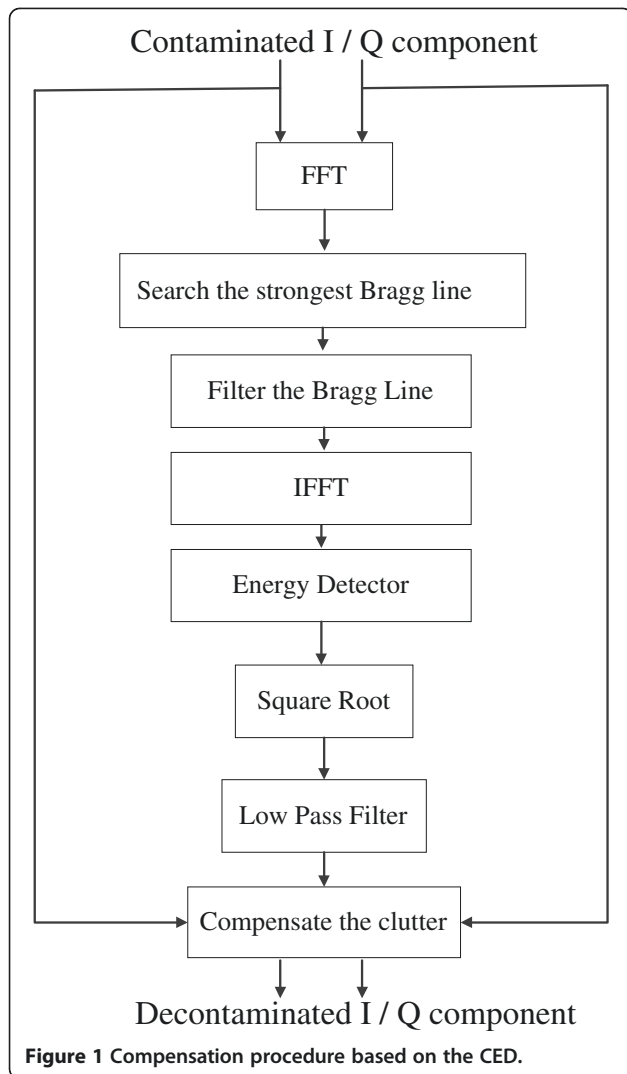 Contaminated I / Q component
FFT
Search the strongest Bragg line
Filter the Bragg Line
IFFT
Energy Detector
Square Root
Low Pass Filter
Compensate the clutter
Decontaminated I / Q component
Figure 1 Compensation procedure based on the CED.